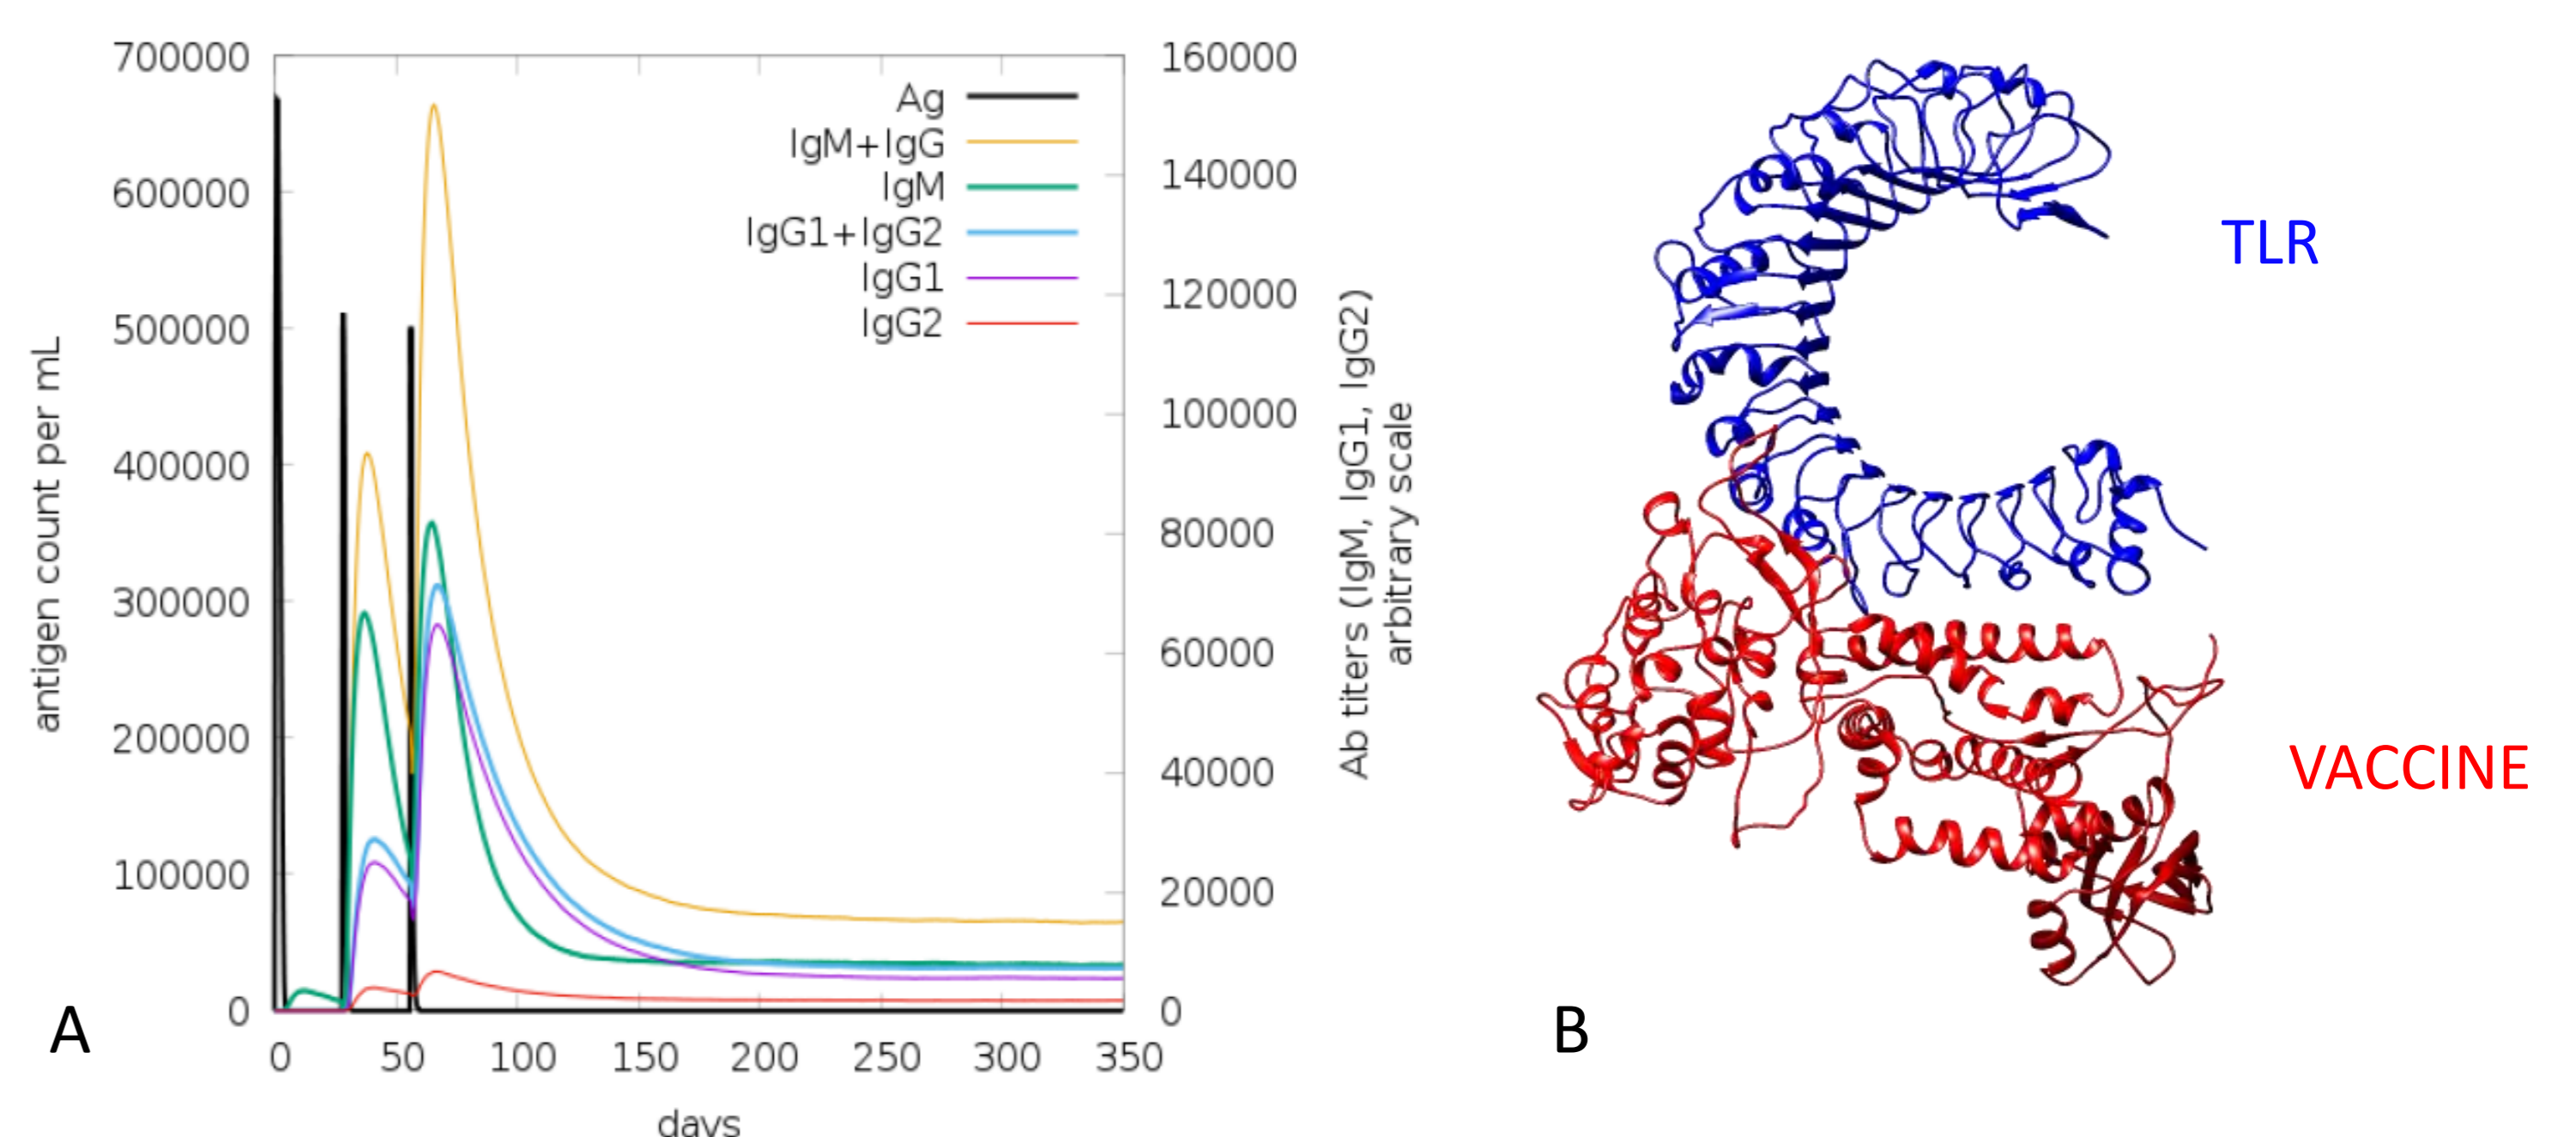 700000
600000
500000
400000
300000
200000
100000
0
antigen count per mL
Ag
IgM+IgG
IgM
IgG1+IgG2
IgG1
IgG2
160000
140000
120000
100000
80000
60000
40000
20000
0
Ab titers (IgM, IgG1, IgG2)
arbitrary scale
0 50 100 150 200 250 300 350
days
A
TLR
VACCINE
B